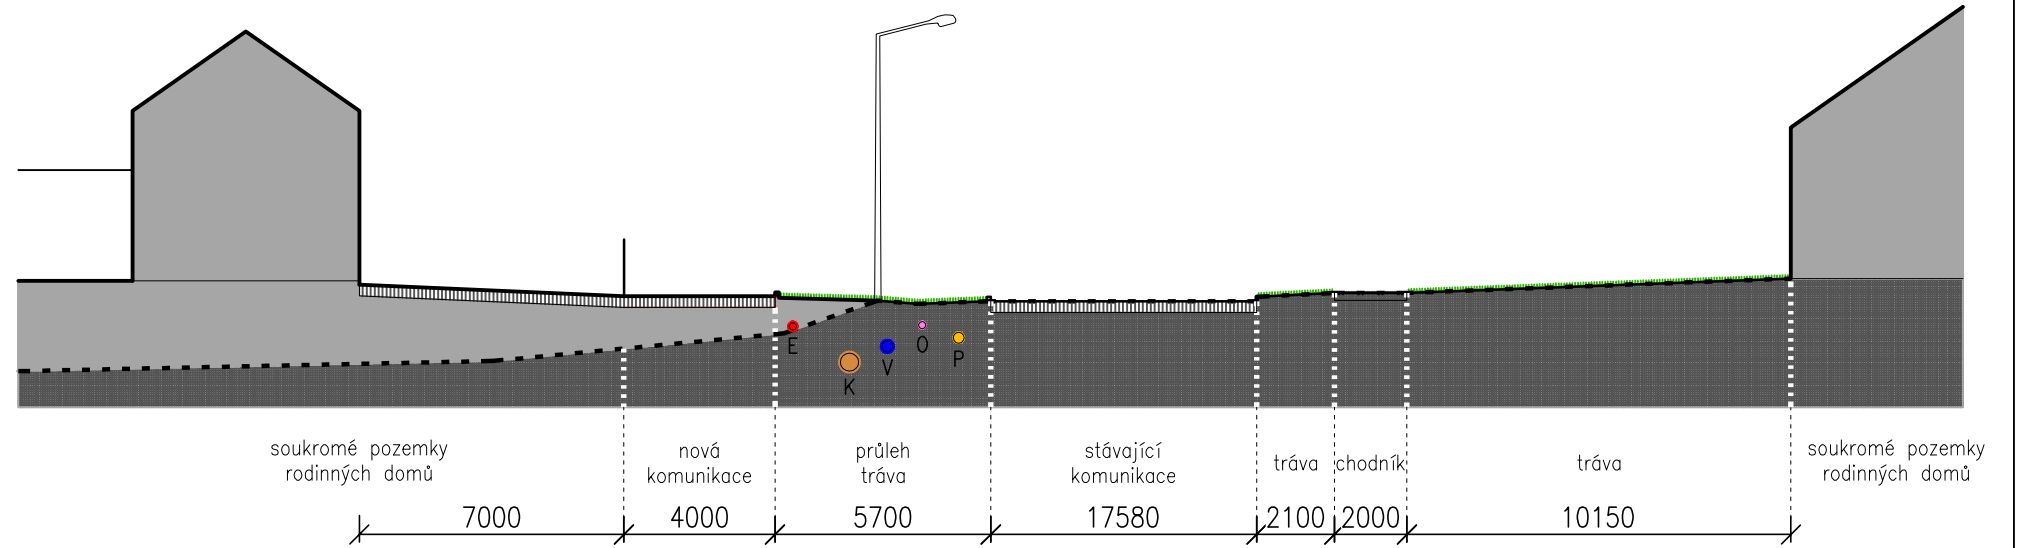 E
K
V
O
P
soukromé pozemky
rodinných domů
nová
komunikace
průleh
tráva
stávající
komunikace
tráva
chodník
tráva
soukromé pozemky
rodinných domů
7000
4000
5700
17580
2100
2000
10150